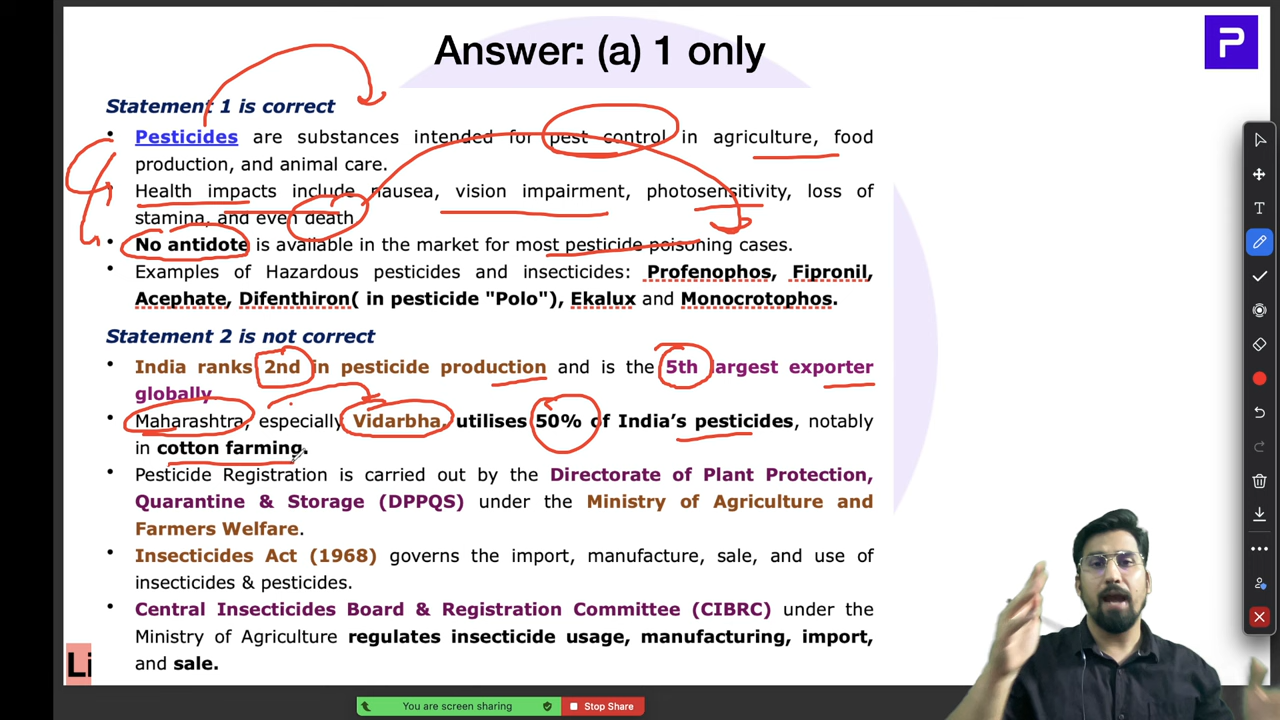 Answer: (a) 1 only
P
Statement 1 is correct
• Pesticides are substances intended for pest control in agriculture, food
production, and animal care.
• Health impacts include nausea, vision impairment, photosensitivity, loss of
stamina, and even death
• No antidote is available in the market for most pesticide poisoning cases.
• Examples of Hazardous pesticides and insecticides: Profenophos, Fipronil,
Acephate, Difenthiron( in pesticide "Polo"), Ekalux and Monocrotophos.
Statement 2 is not correct
• India ranks 2nd in pesticide production and is the 5th largest exporter
globally.
• Maharashtra, especially Vidarbha, utilises 50% of India's pesticides, notably
in cotton farming.
• Pesticide Registration is carried out by the Directorate of Plant Protection,
Quarantine & Storage (DPPQS) under the Ministry of Agriculture and
Farmers Welfare.
• Insecticides Act (1968) governs the import, manufacture, sale, and use of
insecticides & pesticides.
• Central Insecticides Board & Registration Committee (CIBRC) under the
Ministry of Agriculture regulates insecticide usage, manufacturing, import,
and sale.
Li
You are screen sharing
Stop Share
T